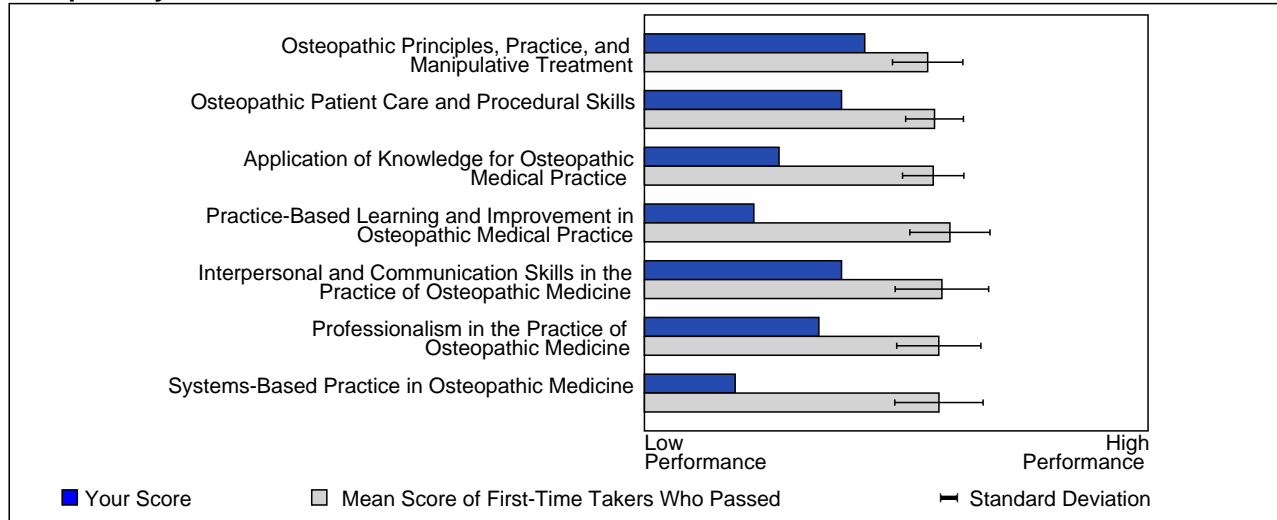 Osteopathic Principles, Practice, and
Manipulative Treatment
Osteopathic Patient Care and Procedural Skills
Application of Knowledge for Osteopathic
Medical Practice
Practice-Based Learning and Improvement in
Osteopathic Medical Practice
Interpersonal and Communication Skills in the
Practice of Osteopathic Medicine
Professionalism in the Practice of
Osteopathic Medicine
Systems-Based Practice in Osteopathic Medicine
Low
Performance
High
Performance
Your Score
Mean Score of First-Time Takers Who Passed
Standard Deviation